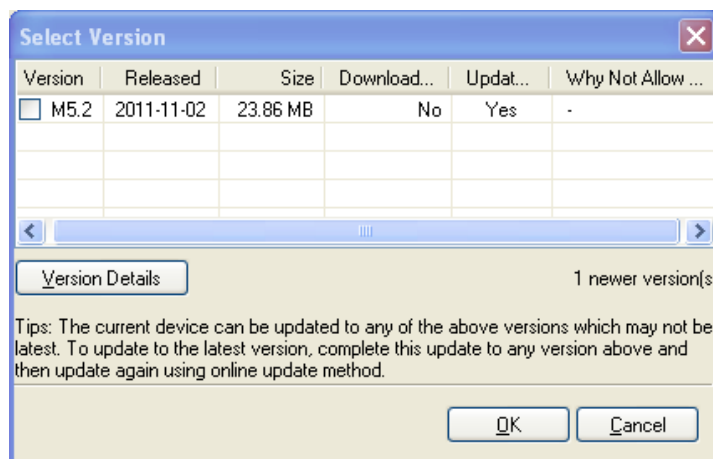 Select Version
Version Released Size Download... Updat... Why Not Allow ...
M5.2 2011-11-02 23.86 MB No Yes -
Version Details 1 newer version(s
Tips: The current device can be updated to any of the above versions which may not be
latest. To update to the latest version, complete this update to any version above and
then update again using online update method.
OK Cancel